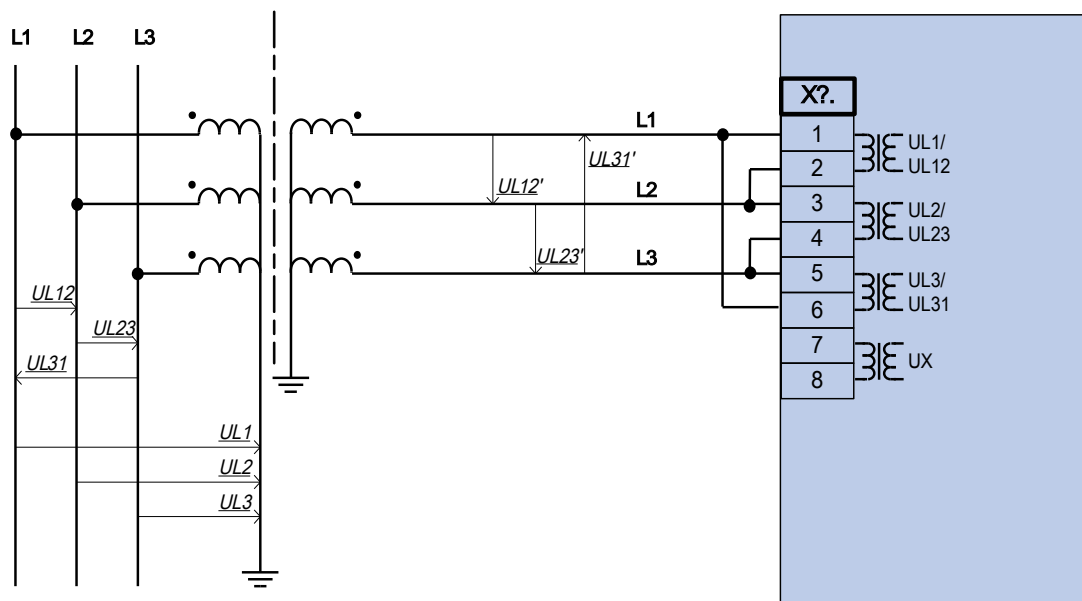 L1 L2 L3
X?.
L1
1
UL1/
UL12
2
UL31'
UL12'
L2
3
UL2/
UL23
4
UL23'
L3
5
UL3/
UL31
6
UL12
UL23
UL31
7
UX
8
UL1
UL2
UL3